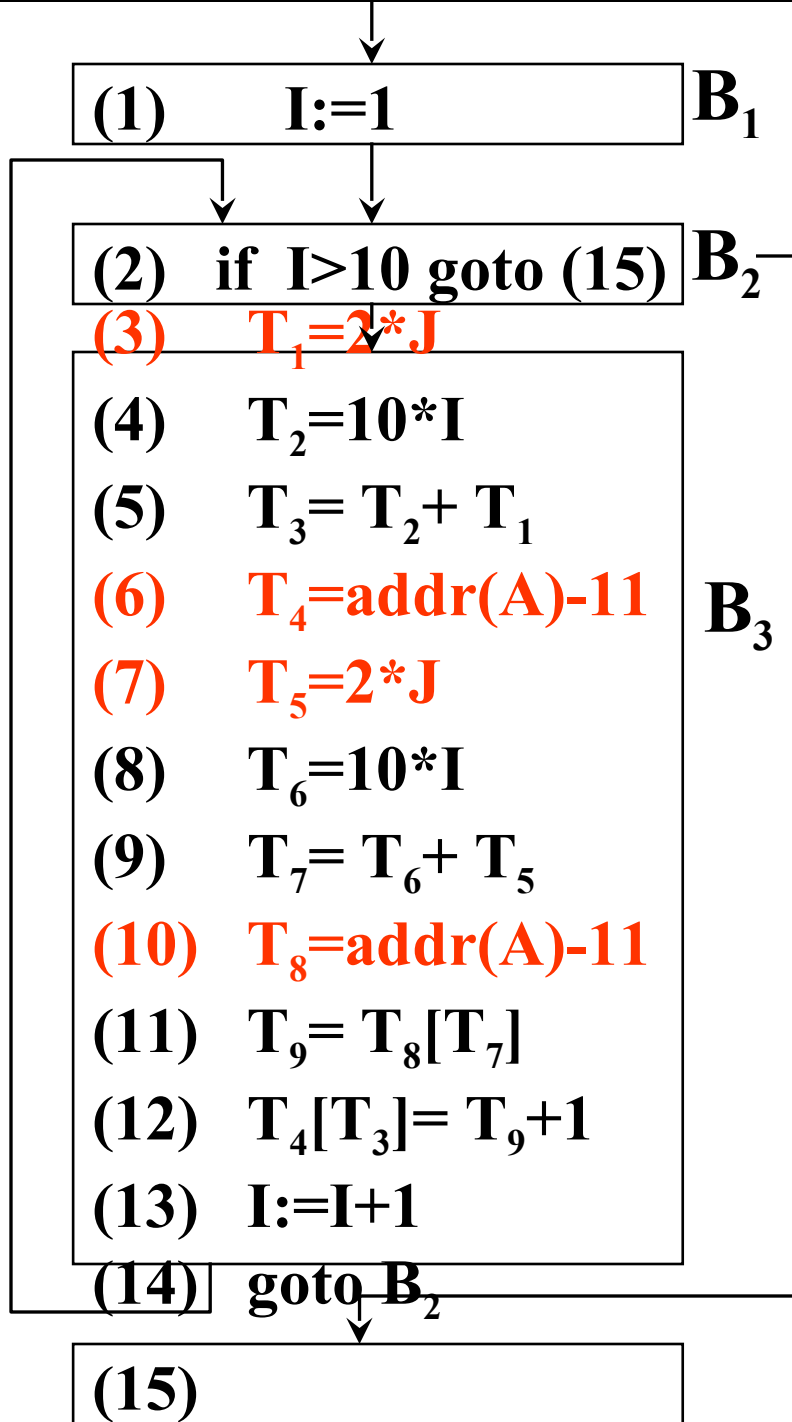 (1) I:=1 B₁
(2) if I>10 goto (15) B₂
(3) T₁=2*J
(4) T₂=10*I
(5) T₃= T₂+ T₁
(6) T₄=addr(A)-11 B₃
(7) T₅=2*J
(8) T₆=10*I
(9) T₇= T₆+ T₅
(10) T₈=addr(A)-11
(11) T₉= T₈[T₇]
(12) T₄[T₃]= T₉+1
(13) I:=I+1
(14) goto B₂
(15)